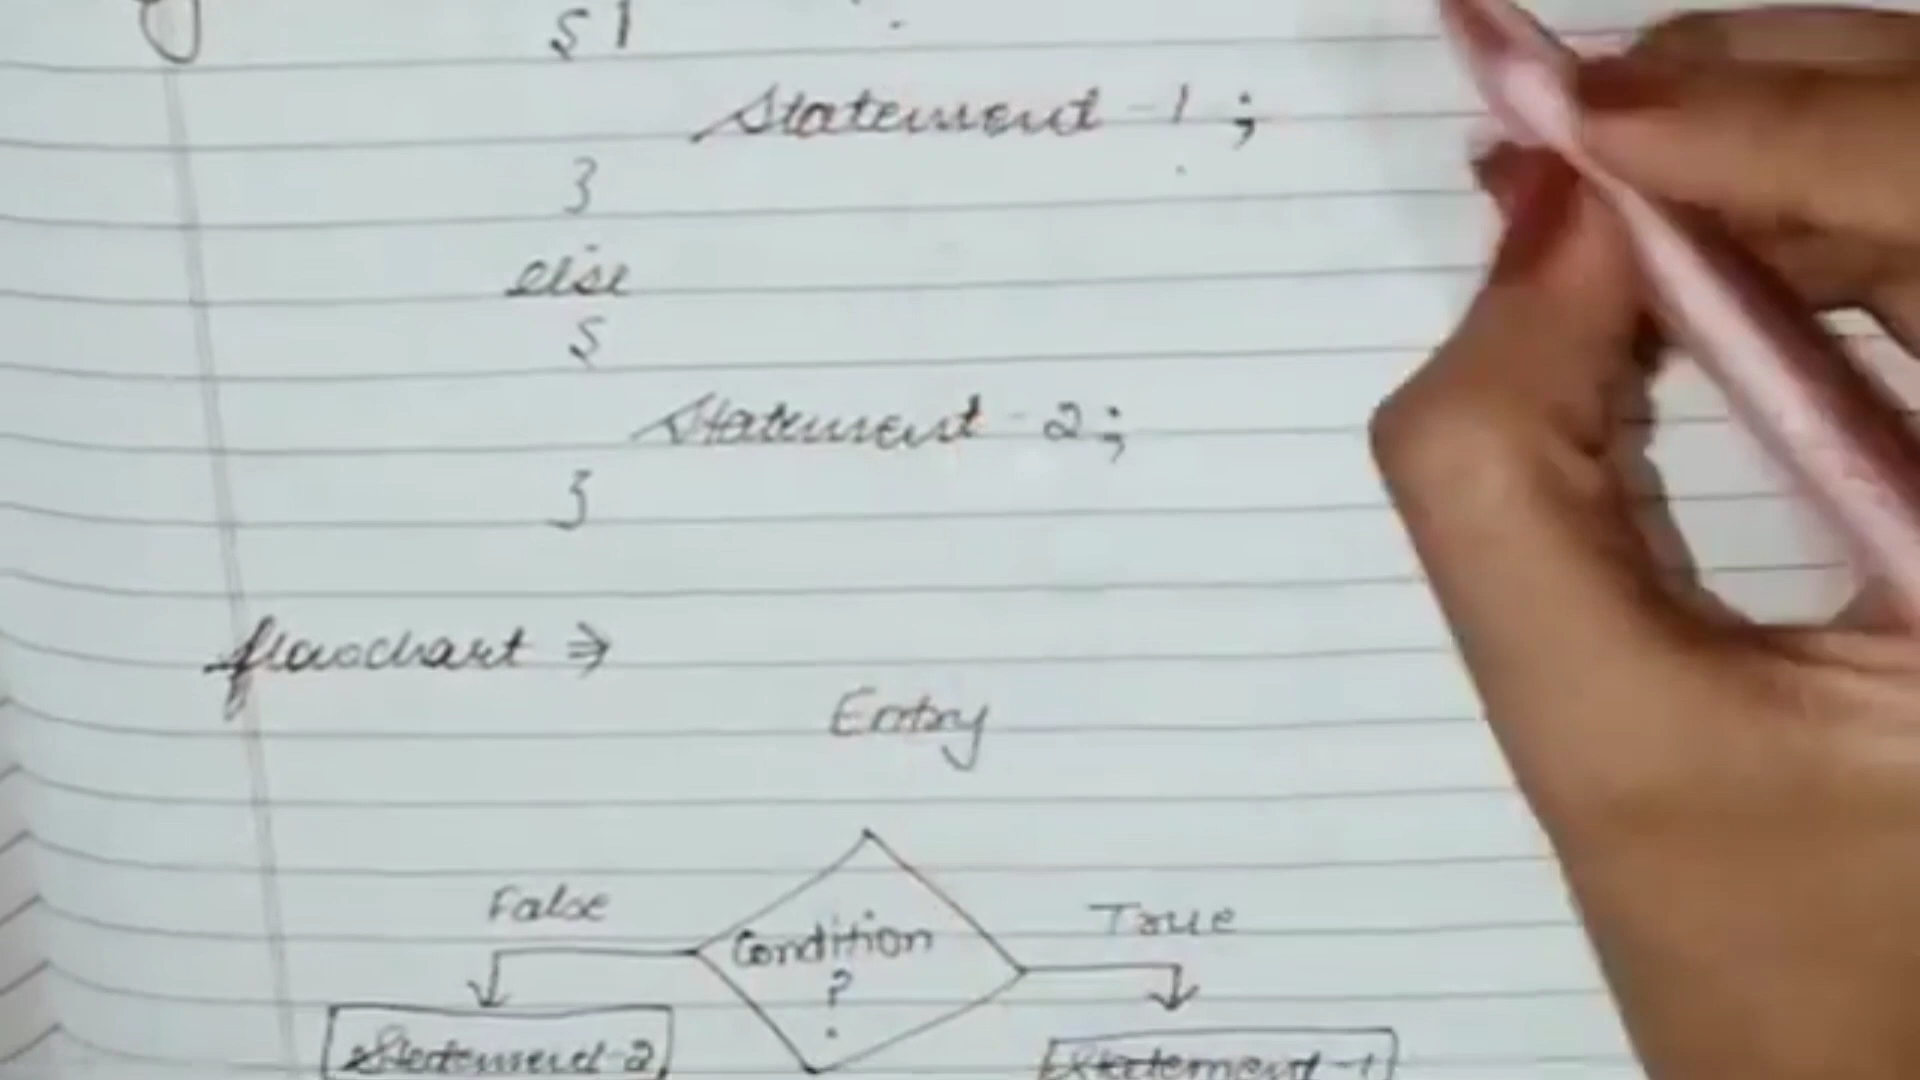 {
Statement - 1 ;
}
else
{
Statement - 2 ;
}
flowchart ⇒
Entry
False
True
Condition
?
Statement-2
Statement-1